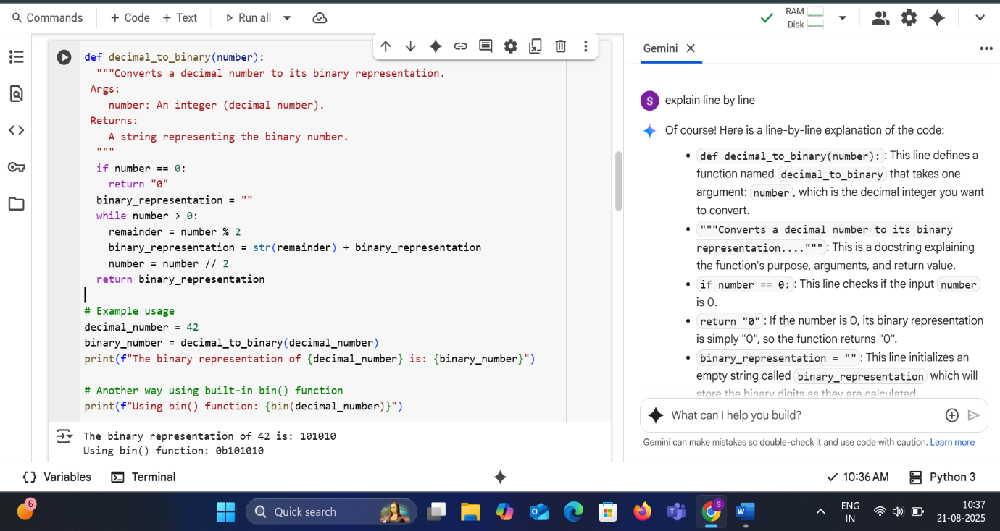 Commands
+ Code + Text
Run all
RAM
Disk
def decimal_to_binary(number):
"""Converts a decimal number to its binary representation.
Args:
number: An integer (decimal number).
Returns:
A string representing the binary number.
"""
if number == 0:
return "0"
binary_representation = ""
while number > 0:
remainder = number % 2
binary_representation = str(remainder) + binary_representation
number = number // 2
return binary_representation
# Example usage
decimal_number = 42
binary_number = decimal_to_binary(decimal_number)
print(f"The binary representation of {decimal_number} is: {binary_number}")
# Another way using built-in bin() function
print(f"Using bin() function: {bin(decimal_number)}")
The binary representation of 42 is: 101010
Using bin() function: 0b101010
Gemini
S explain line by line
Of course! Here is a line-by-line explanation of the code:
• def decimal_to_binary(number): : This line defines a
function named decimal_to_binary that takes one
argument: number , which is the decimal integer you want
to convert.
• """Converts a decimal number to its binary
representation....""" : This is a docstring explaining
the function's purpose, arguments, and return value.
• if number == 0: : This line checks if the input number
is 0.
• return "0" : If the number is 0, its binary representation
is simply "0", so the function returns "0".
• binary_representation = "" : This line initializes an
empty string called binary_representation which will
store the binary digits as they are calculated.
What can I help you build?
Gemini can make mistakes so double-check it and use code with caution. Learn more
{} Variables Terminal
10:36 AM Python 3
6
Quick search
S
ENG
IN
10:37
21-08-2025